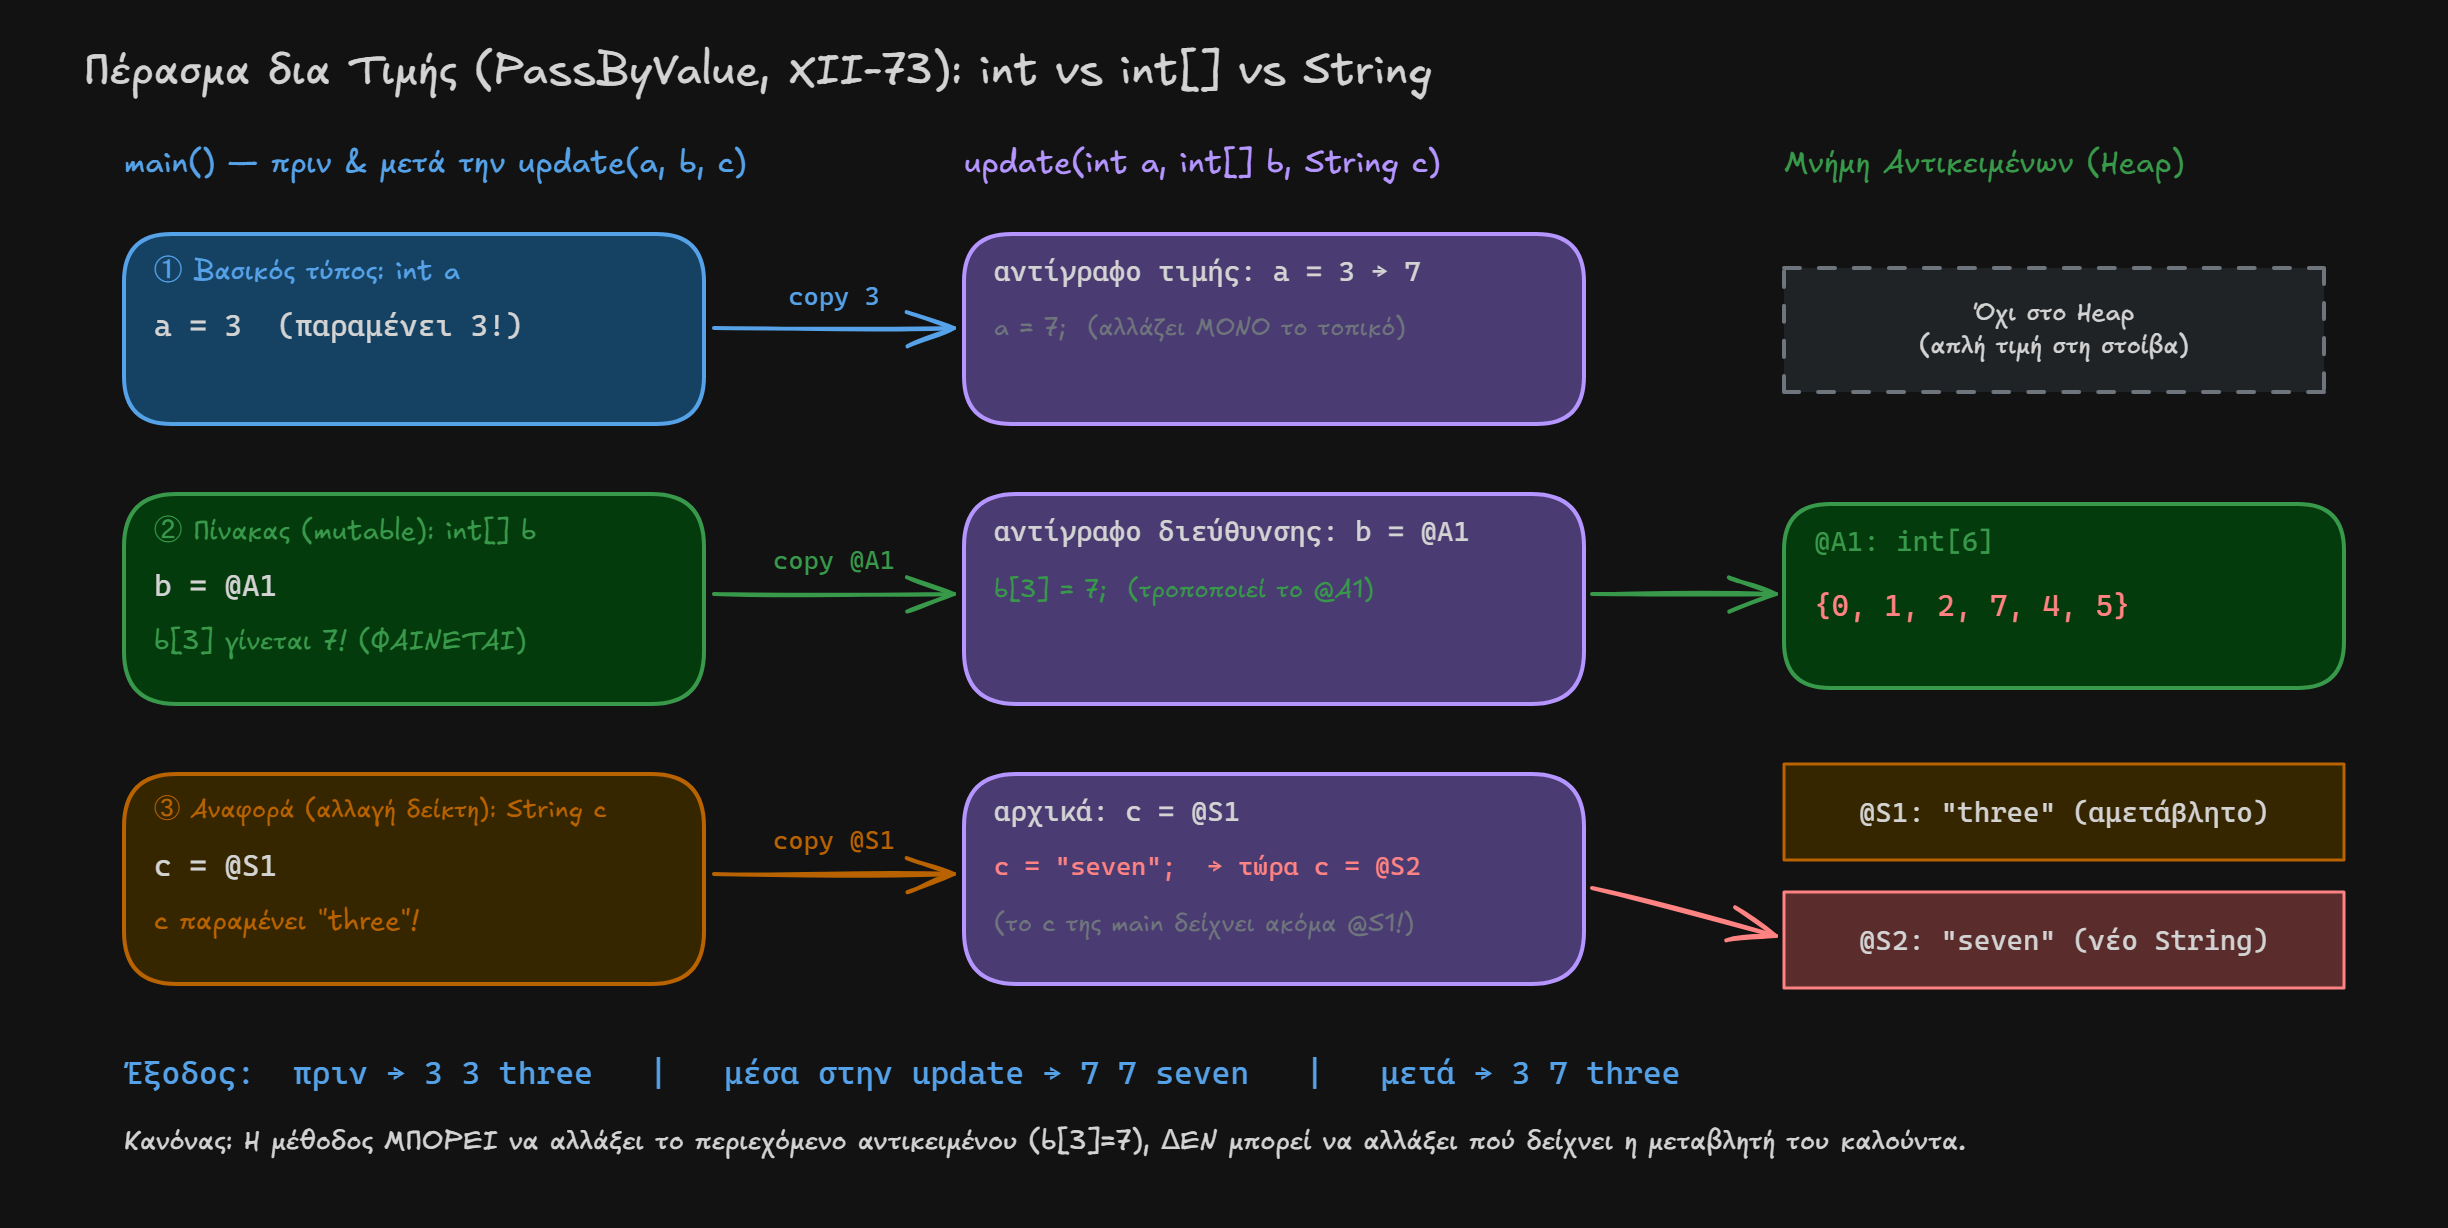 Πέρασμα δια Τιμής (PassByValue, XII-73): int vs int[] vs String
main() — πριν & μετά την update(a, b, c)
update(int a, int[] b, String c)
Μνήμη Αντικειμένων (Heap)
① Βασικός τύπος: int a
a = 3  (παραμένει 3!)
copy 3
αντίγραφο τιμής: a = 3 → 7
a = 7;  (αλλάζει ΜΟΝΟ το τοπικό)
Όχι στο Heap
(απλή τιμή στη στοίβα)
② Πίνακας (mutable): int[] b
b = @A1
b[3] γίνεται 7! (ΦΑΙΝΕΤΑΙ)
copy @A1
αντίγραφο διεύθυνσης: b = @A1
b[3] = 7;  (τροποποιεί το @A1)
@A1: int[6]
{0, 1, 2, 7, 4, 5}
③ Αναφορά (αλλαγή δείκτη): String c
c = @S1
c παραμένει "three"!
copy @S1
αρχικά: c = @S1
c = "seven";  → τώρα c = @S2
(το c της main δείχνει ακόμα @S1!)
@S1: "three" (αμετάβλητο)
@S2: "seven" (νέο String)
Έξοδος:  πριν → 3 3 three   |   μέσα στην update → 7 7 seven   |   μετά → 3 7 three
Κανόνας: Η μέθοδος ΜΠΟΡΕΙ να αλλάξει το περιεχόμενο αντικειμένου (b[3]=7), ΔΕΝ μπορεί να αλλάξει πού δείχνει η μεταβλητή του καλούντα.